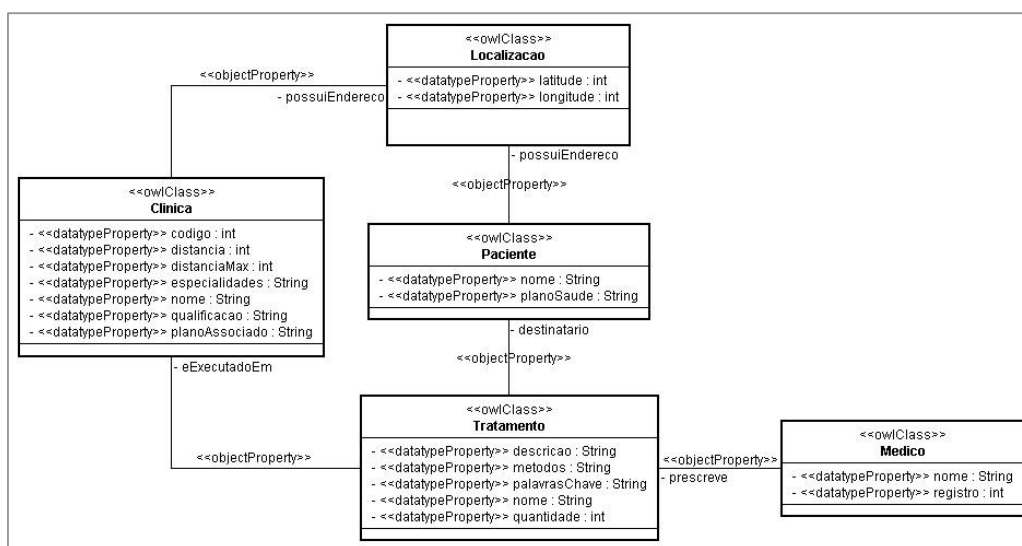 <<owlClass>>
Localizacao
- <<datatypeProperty>> latitude : int
- <<datatypeProperty>> longitude : int
<<objectProperty>>
- possuiEndereco
- possuiEndereco
<<objectProperty>>
<<owlClass>>
Clinica
- <<datatypeProperty>> codigo : int
- <<datatypeProperty>> distancia : int
- <<datatypeProperty>> distanciaMax : int
- <<datatypeProperty>> especialidades : String
- <<datatypeProperty>> nome : String
- <<datatypeProperty>> qualificacao : String
- <<datatypeProperty>> planoAssociado : String
<<owlClass>>
Paciente
- <<datatypeProperty>> nome : String
- <<datatypeProperty>> planoSaude : String
- destinatario
<<objectProperty>>
- eExecutadoEm
<<objectProperty>>
<<owlClass>>
Tratamento
- <<datatypeProperty>> descricao : String
- <<datatypeProperty>> metodos : String
- <<datatypeProperty>> palavrasChave : String
- <<datatypeProperty>> nome : String
- <<datatypeProperty>> quantidade : int
<<objectProperty>>
- prescreve
<<owlClass>>
Medico
- <<datatypeProperty>> nome : String
- <<datatypeProperty>> registro : int